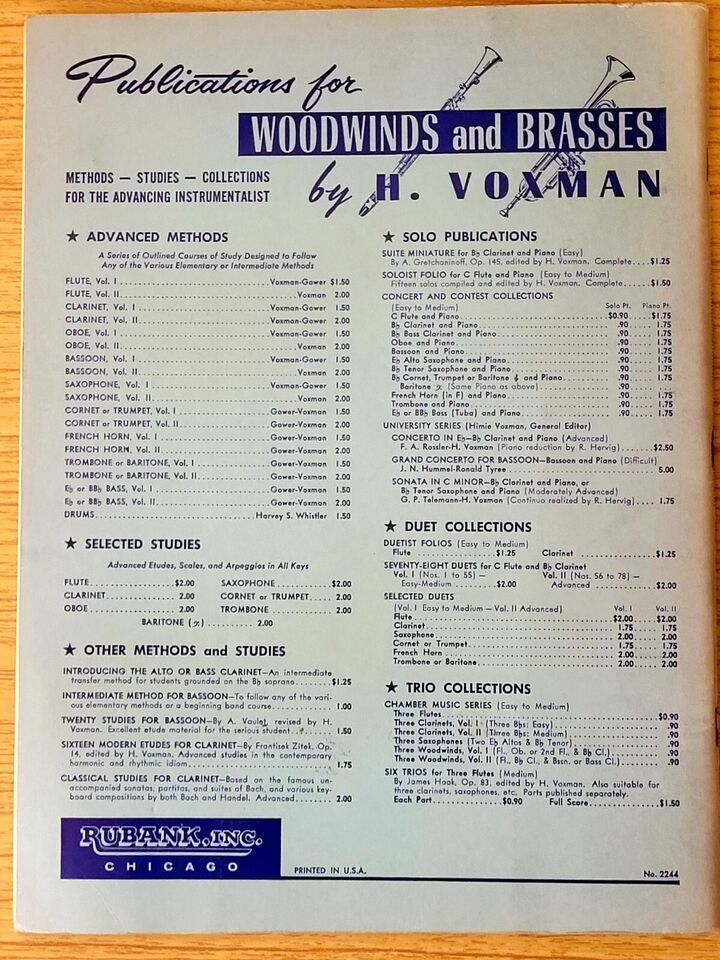 Publications for
WOODWINDS and BRASSES
by H. VOXMAN
METHODS — STUDIES — COLLECTIONS
FOR THE ADVANCING INSTRUMENTALIST
★ ADVANCED METHODS
A Series of Outlined Courses of Study Designed to Follow
Any of the Various Elementary or Intermediate Methods
FLUTE, Vol. I ........ Voxman-Gower $1.50
FLUTE, Vol. II ........ Voxman 2.00
CLARINET, Vol. I ........ Voxman-Gower 1.50
CLARINET, Vol. II ........ Voxman-Gower 2.00
OBOE, Vol. I ........ Voxman-Gower 1.50
OBOE, Vol. II ........ Voxman 2.00
BASSOON, Vol. I ........ Voxman-Gower 1.50
BASSOON, Vol. II ........ Voxman 2.00
SAXOPHONE, Vol. I ........ Voxman-Gower 1.50
SAXOPHONE, Vol. II ........ Voxman 2.00
CORNET or TRUMPET, Vol. I ........ Gower-Voxman 1.50
CORNET or TRUMPET, Vol. II ........ Gower-Voxman 2.00
FRENCH HORN, Vol. I ........ Gower-Voxman 1.50
FRENCH HORN, Vol. II ........ Gower-Voxman 2.00
TROMBONE or BARITONE, Vol. I ........ Gower-Voxman 1.50
TROMBONE or BARITONE, Vol. II ........ Gower-Voxman 2.00
E♭ or BB♭ BASS, Vol. I ........ Gower-Voxman 1.50
E♭ or BB♭ BASS, Vol. II ........ Gower-Voxman 2.00
DRUMS ........ Harvey S. Whistler 1.50
★ SELECTED STUDIES
Advanced Etudes, Scales, and Arpeggios in All Keys
FLUTE ........ $2.00 SAXOPHONE ........ $2.00
CLARINET ........ 2.00 CORNET or TRUMPET .... 2.00
OBOE ........ 2.00 TROMBONE ........ 2.00
BARITONE (𝄢) ........ 2.00
★ OTHER METHODS and STUDIES
INTRODUCING THE ALTO OR BASS CLARINET—An intermediate
transfer method for students grounded on the B♭ soprano ....... $1.25
INTERMEDIATE METHOD FOR BASSOON—To follow any of the vari-
ous elementary methods or a beginning band course ........ 1.00
TWENTY STUDIES FOR BASSOON—By A. Vaulet, revised by H.
Voxman. Excellent etude material for the serious student ........ 1.50
SIXTEEN MODERN ETUDES FOR CLARINET—By Frantisek Zitek, Op.
14, edited by H. Voxman. Advanced studies in the contemporary
harmonic and rhythmic idiom ........ 1.75
CLASSICAL STUDIES FOR CLARINET—Based on the famous un-
accompanied sonatas, partitas, and suites of Bach, and various key-
board compositions by both Bach and Handel. Advanced ........ 2.00
★ SOLO PUBLICATIONS
SUITE MINIATURE for B♭ Clarinet and Piano (Easy)
By A. Gretchaninoff, Op. 145, edited by H. Voxman. Complete .... $1.25
SOLOIST FOLIO for C Flute and Piano (Easy to Medium)
Fifteen solos compiled and edited by H. Voxman. Complete ..... $1.50
CONCERT AND CONTEST COLLECTIONS
(Easy to Medium) Solo Pt. Piano Pt.
C Flute and Piano ........ $0.90 .... $1.75
B♭ Clarinet and Piano ........ .90 .... 1.75
B♭ Bass Clarinet and Piano ........ .90 .... 1.75
Oboe and Piano ........ .90 .... 1.75
Bassoon and Piano ........ .90 .... 1.75
E♭ Alto Saxophone and Piano ........ .90 .... 1.75
B♭ Tenor Saxophone and Piano ........ .90 .... 1.75
B♭ Cornet, Trumpet or Baritone 𝄞 and Piano ........ .90 .... 1.75
Baritone 𝄢 (Same Piano as above) ........ .90
French Horn (in F) and Piano ........ .90 .... 1.75
Trombone and Piano ........ .90 .... 1.75
E♭ or BB♭ Bass (Tuba) and Piano ........ .90 .... 1.75
UNIVERSITY SERIES (Himie Voxman, General Editor)
CONCERTO IN E♭—B♭ Clarinet and Piano (Advanced)
F. A. Rossler-H. Voxman (Piano reduction by R. Hervig) ....... $2.50
GRAND CONCERTO FOR BASSOON—Bassoon and Piano (Difficult)
J. N. Hummel-Ronald Tyree ........ 5.00
SONATA IN C MINOR—B♭ Clarinet and Piano, or
B♭ Tenor Saxophone and Piano (Moderately Advanced)
G. P. Telemann-H. Voxman (Continuo realized by R. Hervig) .... 1.75
★ DUET COLLECTIONS
DUETIST FOLIOS (Easy to Medium)
Flute ........ $1.25 Clarinet ........ $1.25
SEVENTY-EIGHT DUETS for C Flute and B♭ Clarinet
Vol. I (Nos. 1 to 55) — Vol. II (Nos. 56 to 78) —
Easy-Medium ........ $2.00 Advanced ........ $2.00
SELECTED DUETS
(Vol. I Easy to Medium — Vol. II Advanced) Vol. I Vol. II
Flute ........ $2.00 .... $2.00
Clarinet ........ 1.75 .... 1.75
Saxophone ........ 2.00 .... 2.00
Cornet or Trumpet ........ 1.75 .... 1.75
French Horn ........ 2.00 .... 2.00
Trombone or Baritone ........ 2.00 .... 2.00
★ TRIO COLLECTIONS
CHAMBER MUSIC SERIES (Easy to Medium)
Three Flutes ........ $0.90
Three Clarinets, Vol. I (Three B♭s: Easy) ........ .90
Three Clarinets, Vol. II (Three B♭s: Medium) ........ .90
Three Saxophones (Two E♭ Altos & B♭ Tenor) ........ .90
Three Woodwinds, Vol. I (Fl., Ob. or 2nd Fl., & B♭ Cl.) ........ .90
Three Woodwinds, Vol. II (Fl., B♭ Cl., & Bssn. or Bass Cl.) ........ .90
SIX TRIOS for Three Flutes (Medium)
By James Hook, Op. 83, edited by H. Voxman. Also suitable for
three clarinets, saxophones, etc. Parts published separately.
Each Part ........ $0.90 Full Score ........ $1.50
RUBANK, INC.
CHICAGO
PRINTED IN U.S.A.
No. 2244